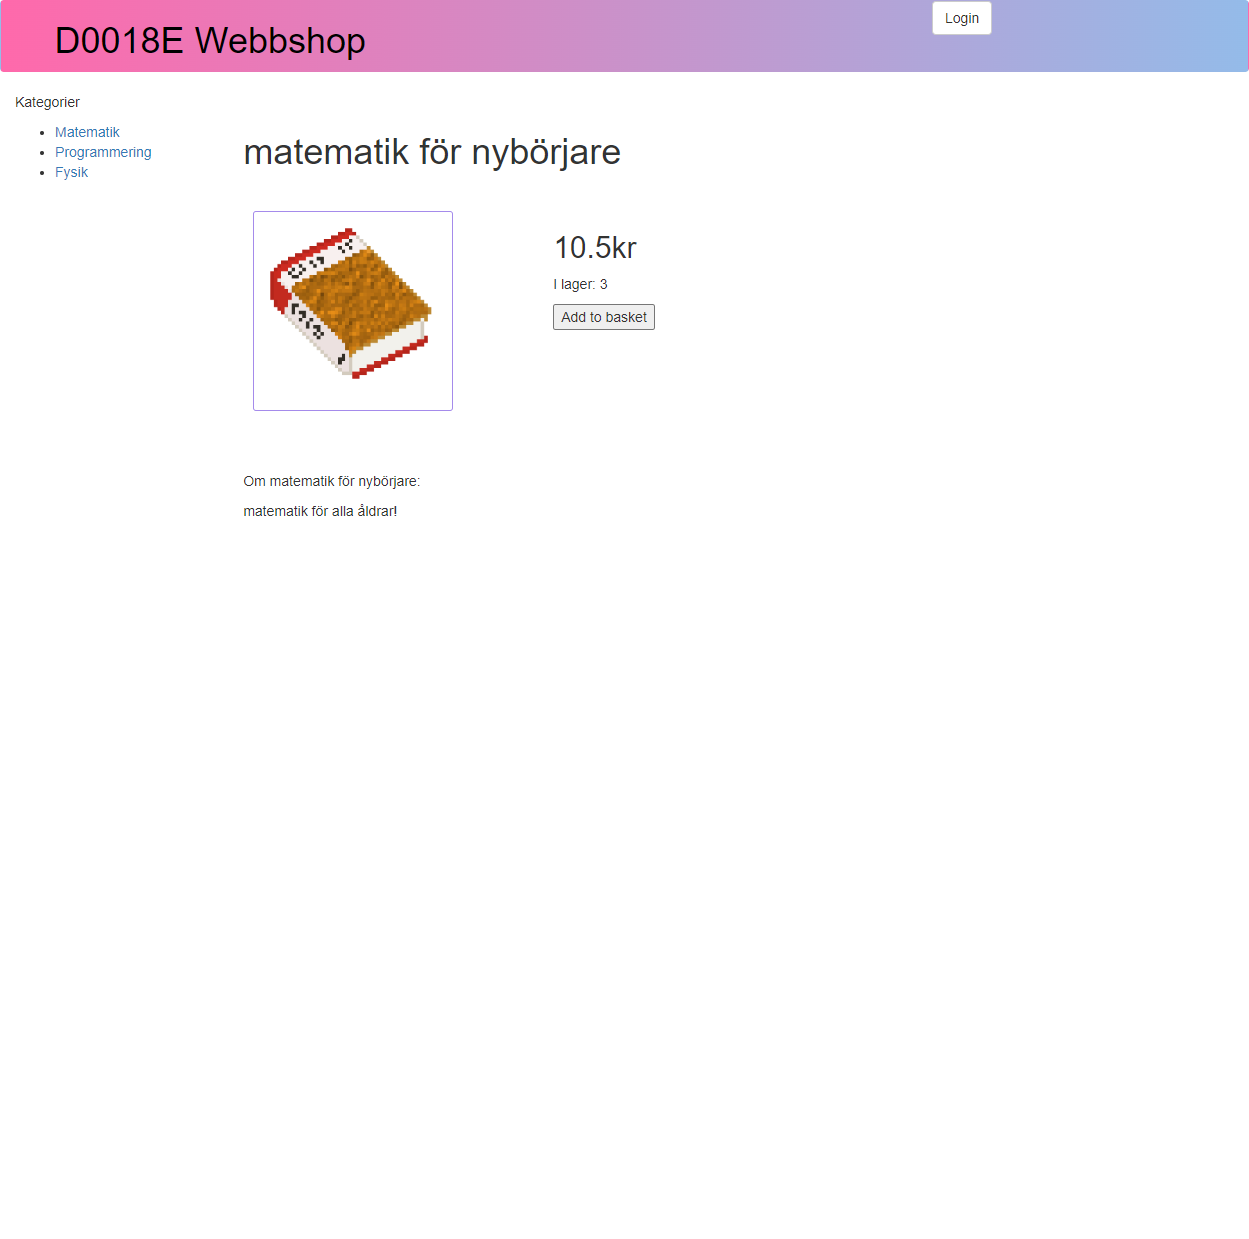 D0018E Webbshop
Login
Kategorier
Matematik
Programmering
Fysik
matematik för nybörjare
10.5kr
I lager: 3
Add to basket
Om matematik för nybörjare:
matematik för alla åldrar!